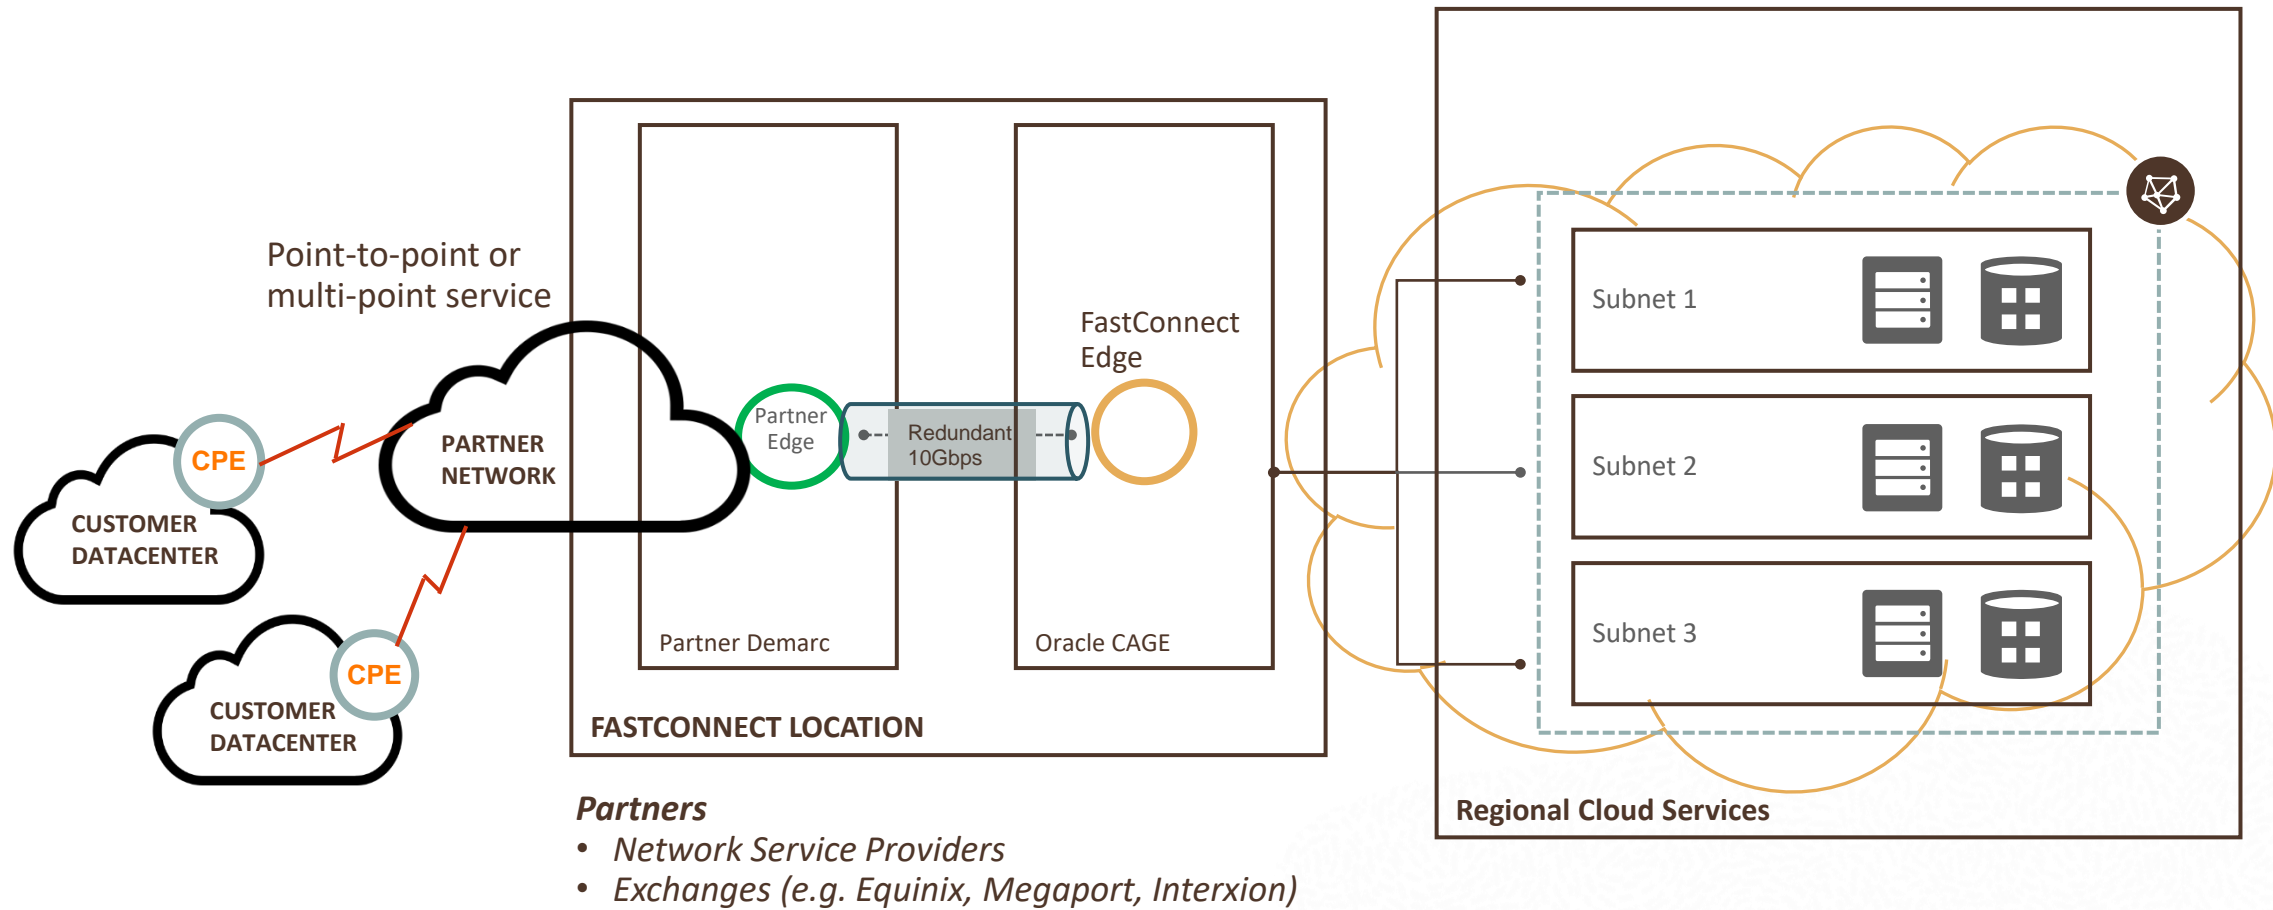 Point-to-point or
multi-point service
CPE
CUSTOMER
DATACENTER
CPE
CUSTOMER
DATACENTER
PARTNER
NETWORK
Partner
Edge
Redundant
10Gbps
FastConnect
Edge
Partner Demarc
Oracle CAGE
FASTCONNECT LOCATION
Subnet 1
Subnet 2
Subnet 3
Regional Cloud Services
Partners
• Network Service Providers
• Exchanges (e.g. Equinix, Megaport, Interxion)